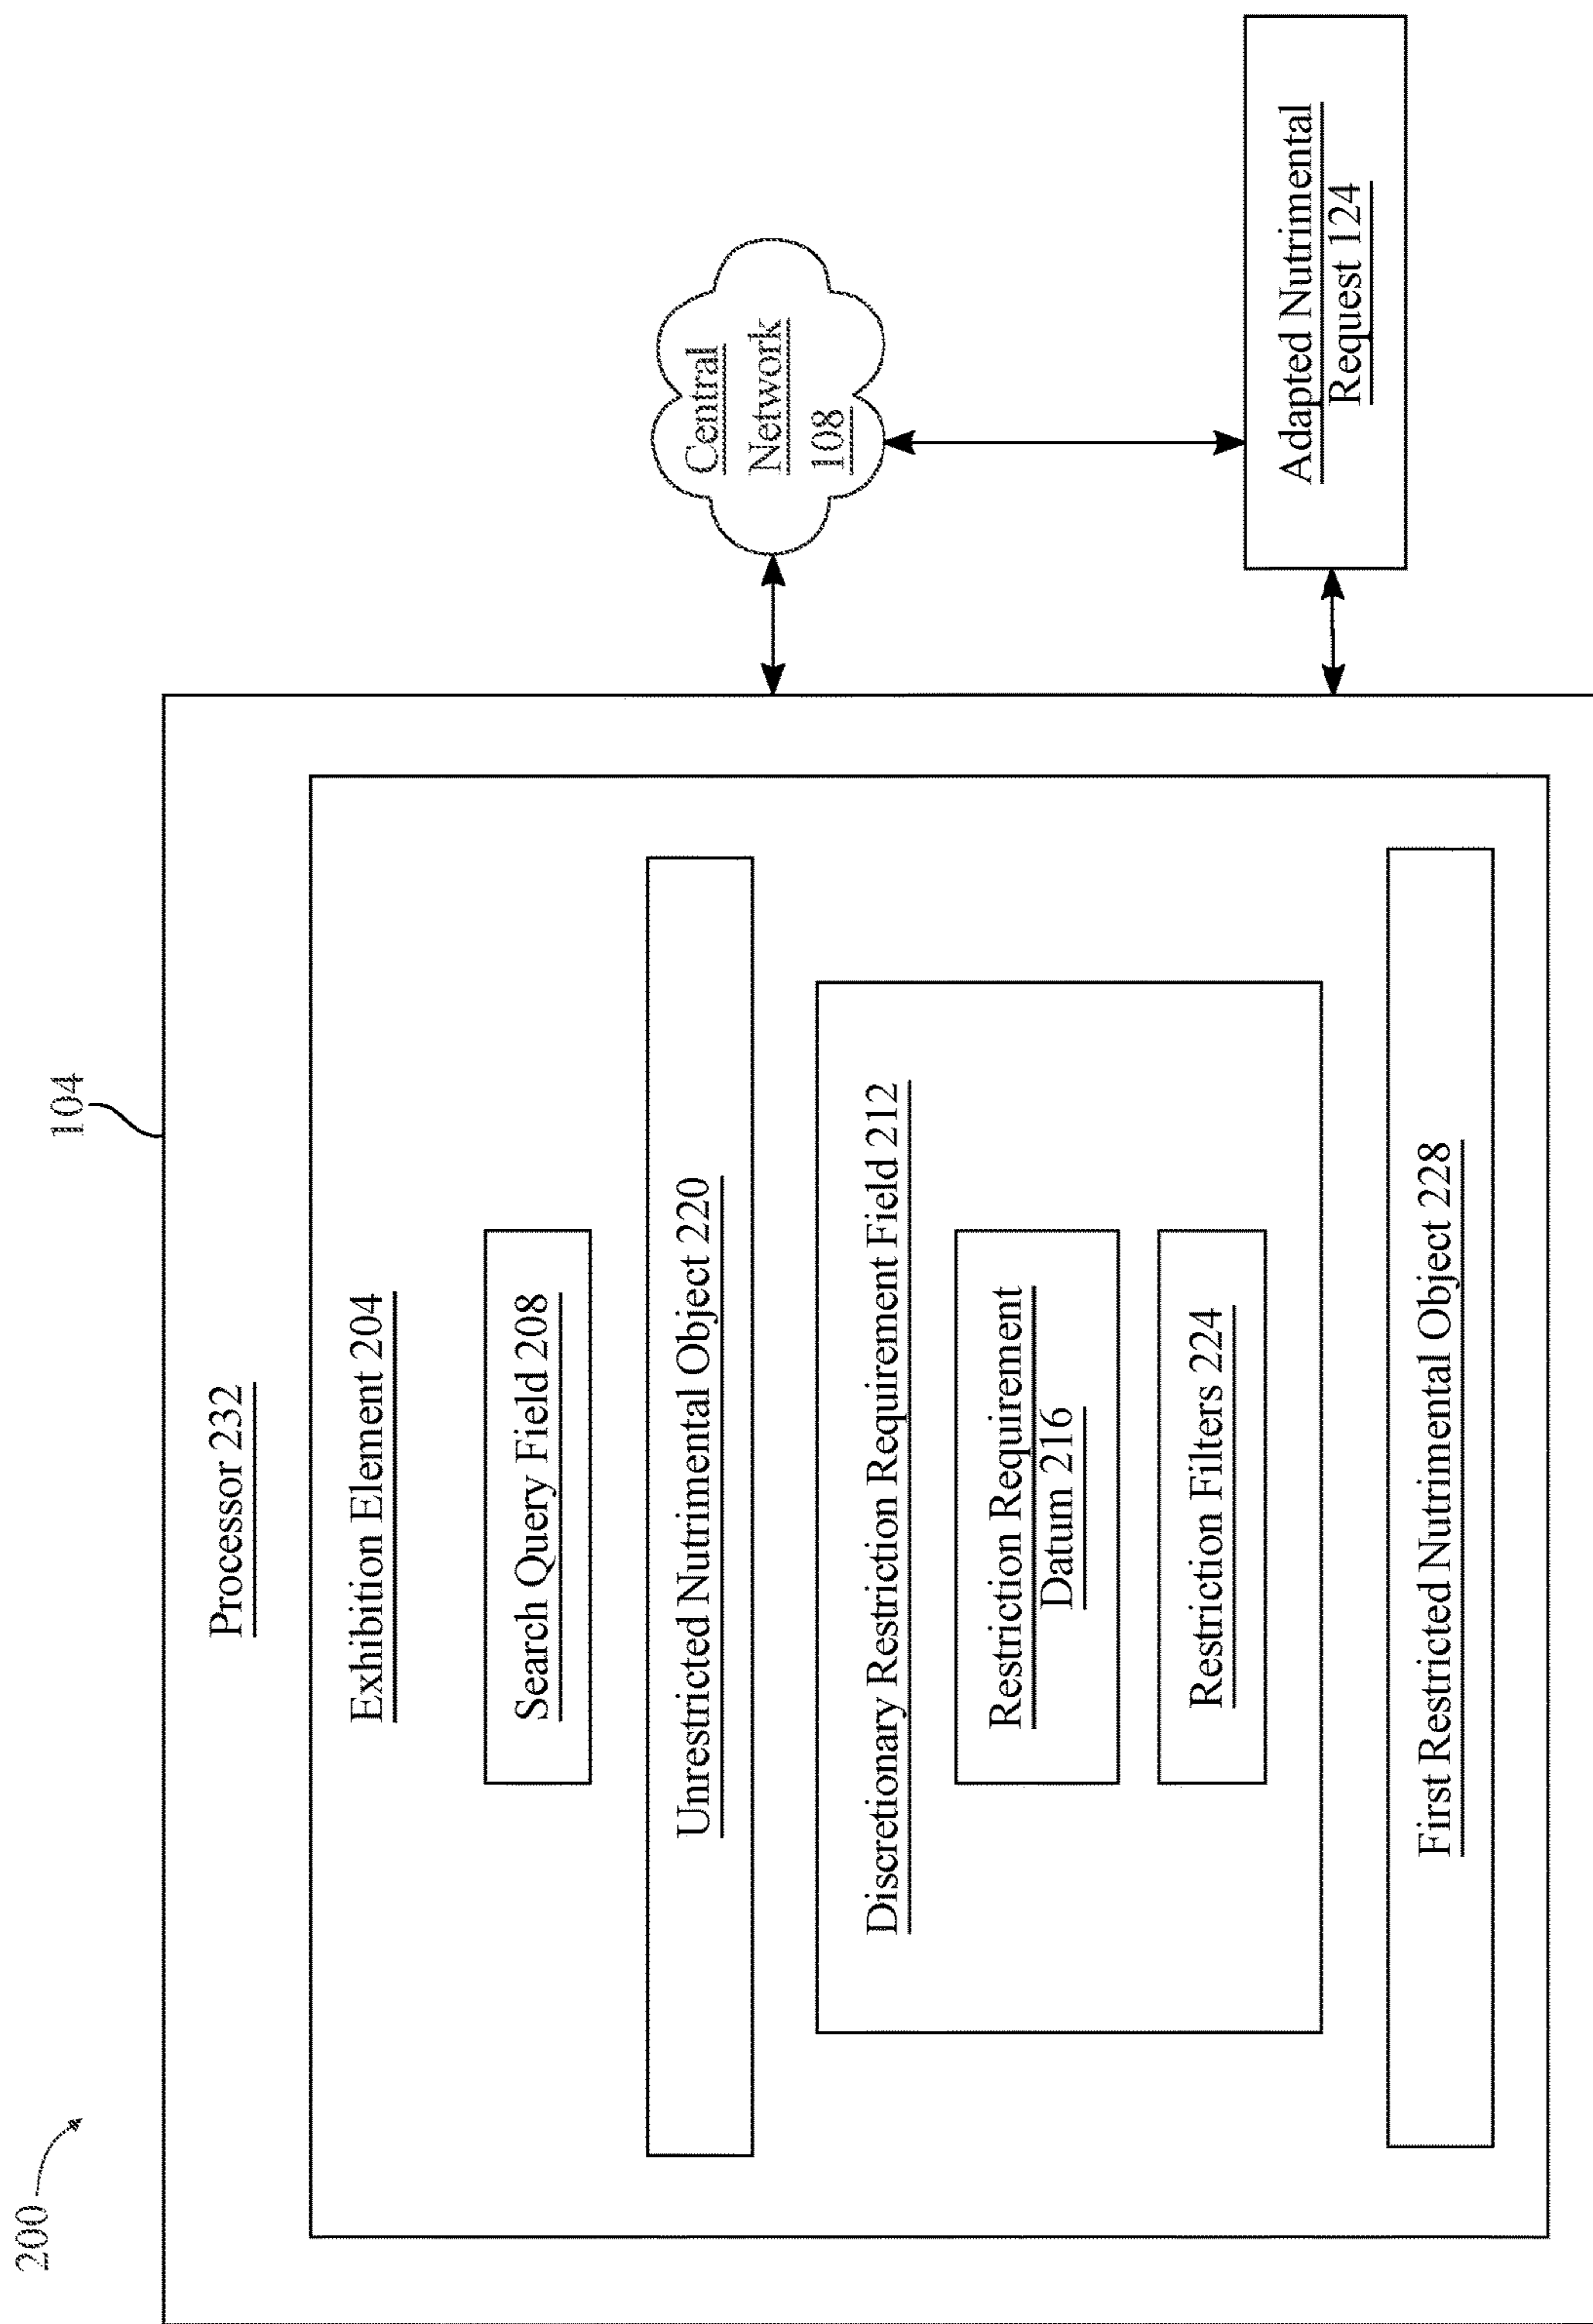 200
104
Processor 232
Exhibition Element 204
Search Query Field 208
Unrestricted Nutrimental Object 220
Discretionary Restriction Requirement Field 212
Restriction Requirement
Datum 216
Restriction Filters 224
First Restricted Nutrimental Object 228
Central
Network
108
Adapted Nutrimental
Request 124